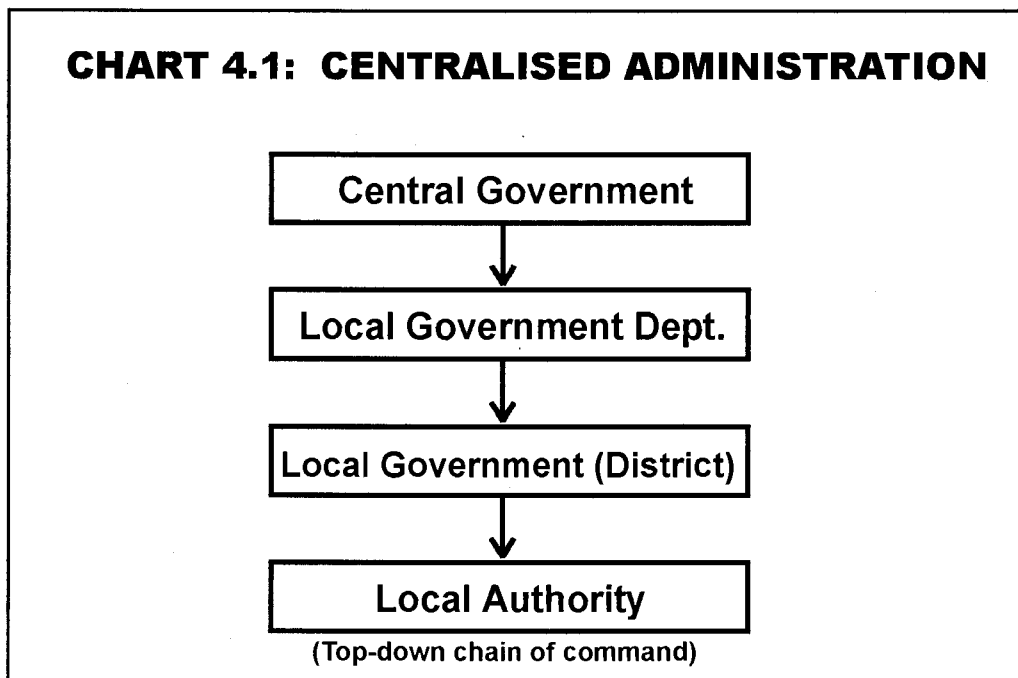 CHART 4.1: CENTRALISED ADMINISTRATION
Central Government
Local Government Dept.
Local Government (District)
Local Authority
(Top-down chain of command)